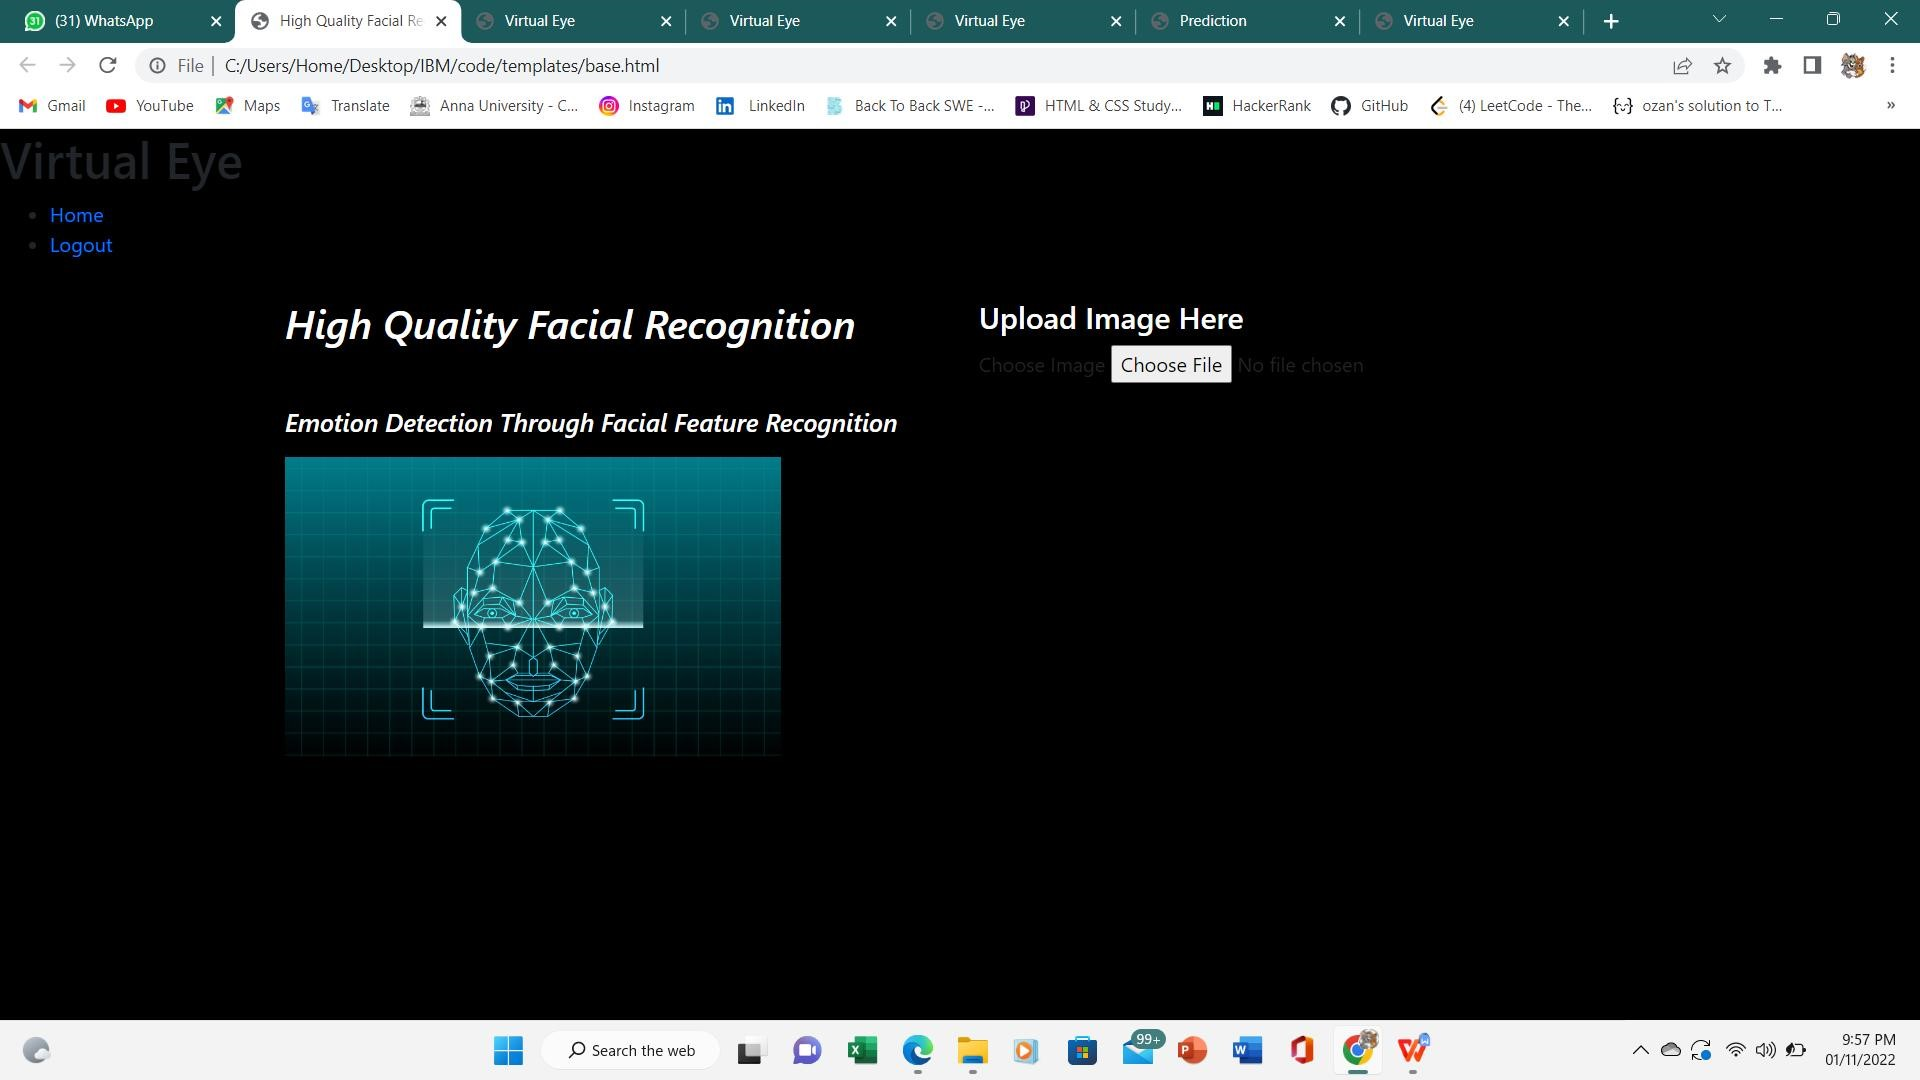 31 (31) WhatsApp High Quality Facial Re Virtual Eye Virtual Eye Virtual Eye Prediction Virtual Eye
File C:/Users/Home/Desktop/IBM/code/templates/base.html
Gmail YouTube Maps Translate Anna University - C... Instagram LinkedIn Back To Back SWE -... HTML & CSS Study... HackerRank GitHub (4) LeetCode - The... ozan's solution to T... »
Virtual Eye
Home
Logout
High Quality Facial Recognition
Emotion Detection Through Facial Feature Recognition
Upload Image Here
Choose Image Choose File No file chosen
Search the web 99+ 9:57 PM
01/11/2022